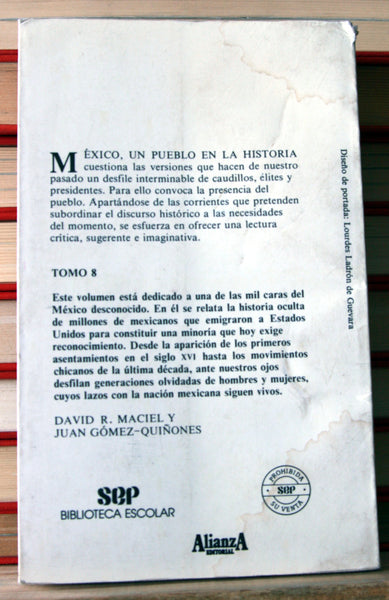 MÉXICO, UN PUEBLO EN LA HISTORIA
cuestiona las versiones que hacen de nuestro
pasado un desfile interminable de caudillos, élites y
presidentes. Para ello convoca la presencia del
pueblo. Apartándose de las corrientes que pretenden
subordinar el discurso histórico a las necesidades
del momento, se esfuerza en ofrecer una lectura
crítica, sugerente e imaginativa.
TOMO 8
Este volumen está dedicado a una de las mil caras del
México desconocido. En él se relata la historia oculta
de millones de mexicanos que emigraron a Estados
Unidos para constituir una minoría que hoy exige
reconocimiento. Desde la aparición de los primeros
asentamientos en el siglo XVI hasta los movimientos
chicanos de la última década, ante nuestros ojos
desfilan generaciones olvidadas de hombres y mujeres,
cuyos lazos con la nación mexicana siguen vivos.
DAVID R. MACIEL Y
JUAN GÓMEZ-QUIÑONES
Diseño de portada: Lourdes Ladrón de Guevara
sep
BIBLIOTECA ESCOLAR
PROHIBIDA
sep
SU VENTA
AlianzA
EDITORIAL